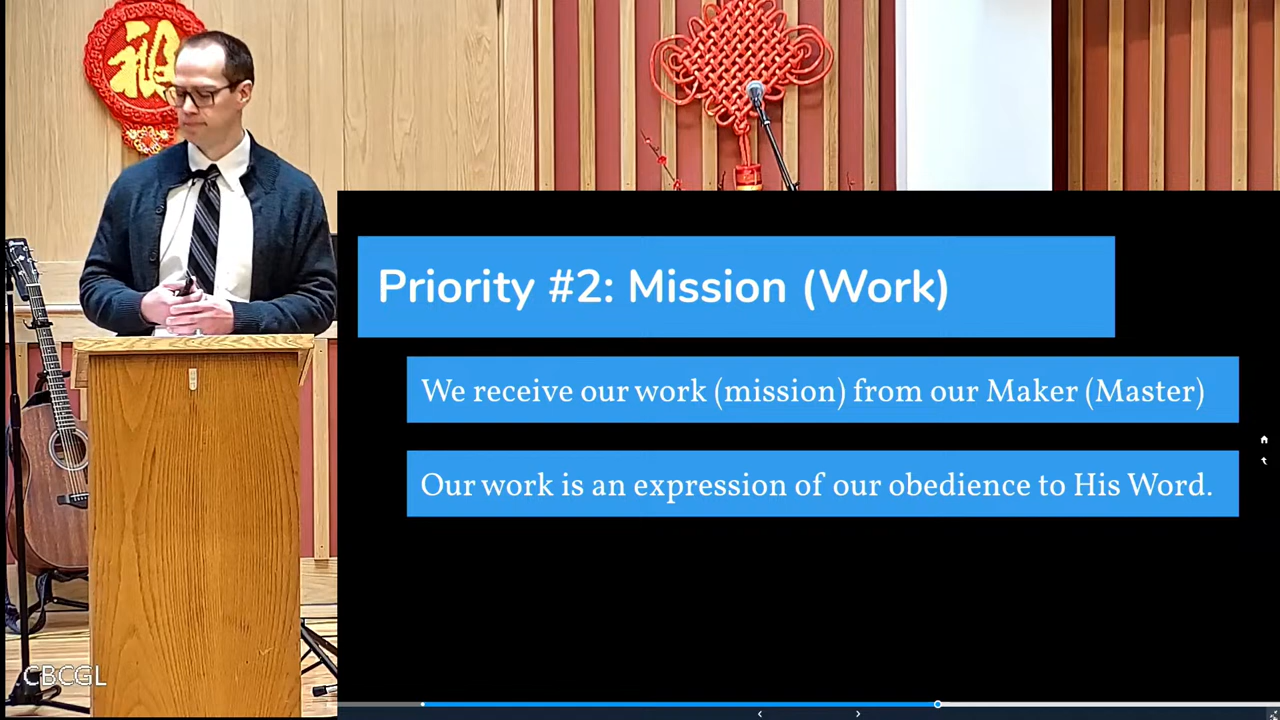 福
Priority #2: Mission (Work)
We receive our work (mission) from our Maker (Master)
Our work is an expression of our obedience to His Word.
CBCGL